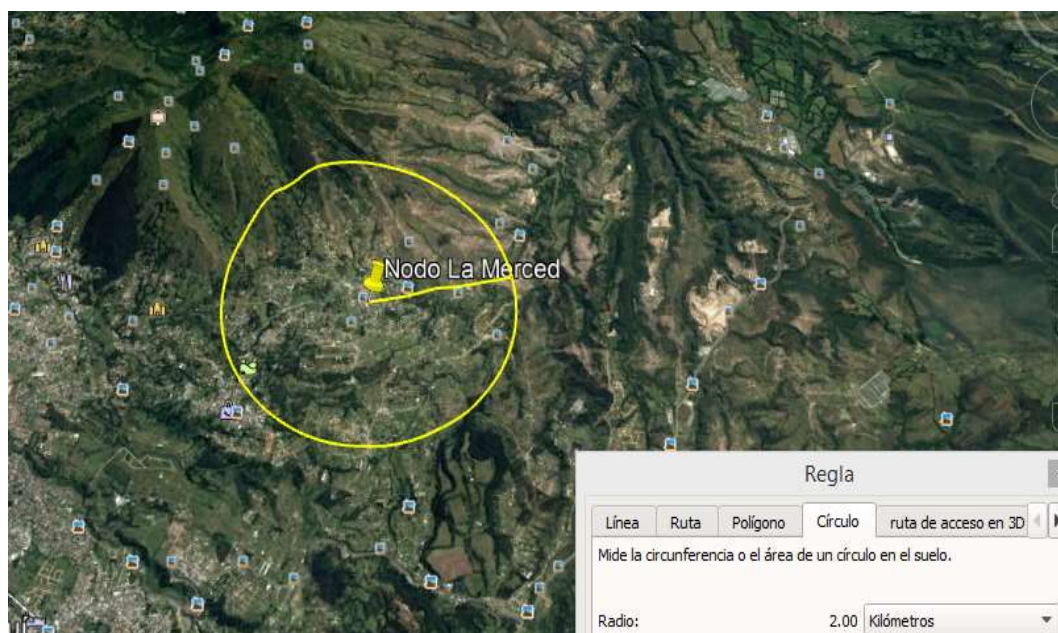 Nodo La Merced
Regla
Línea Ruta Polígono Círculo ruta de acceso en 3D
Mide la circunferencia o el área de un círculo en el suelo.
Radio: 2.00 Kilómetros